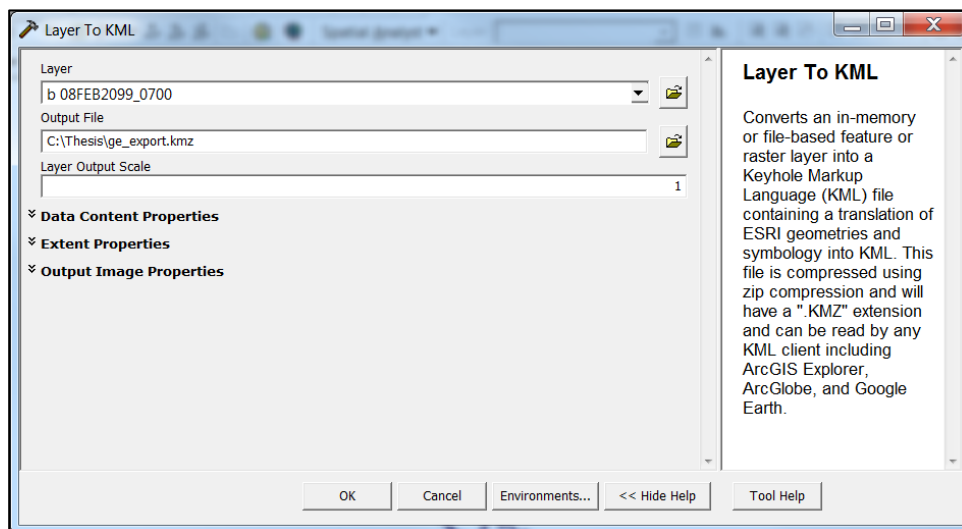 Layer To KML
Spatial Analyst
Layer
b 08FEB2099_0700
Output File
C:\Thesis\ge_export.kmz
Layer Output Scale
1
Data Content Properties
Extent Properties
Output Image Properties
OK
Cancel
Environments...
<< Hide Help
Tool Help
Layer To KML
Converts an in-memory
or file-based feature or
raster layer into a
Keyhole Markup
Language (KML) file
containing a translation of
ESRI geometries and
symbology into KML. This
file is compressed using
zip compression and will
have a ".KMZ" extension
and can be read by any
KML client including
ArcGIS Explorer,
ArcGlobe, and Google
Earth.